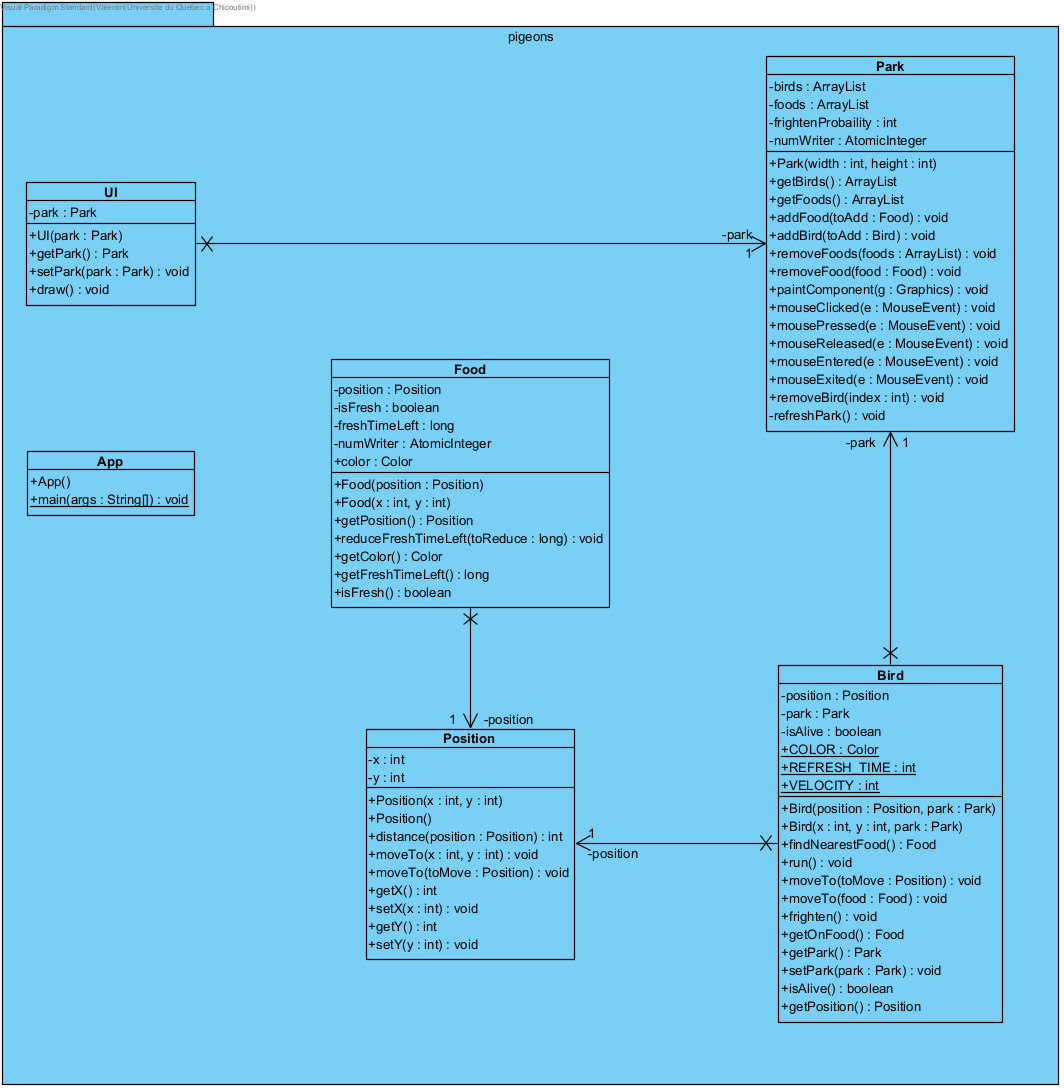 Visual Paradigm Standard(Valentin(Universite du Quebec a Chicoutimi))
pigeons
Park
-birds : ArrayList
-foods : ArrayList
-frightenProbaility : int
-numWriter : AtomicInteger
+Park(width : int, height : int)
+getBirds() : ArrayList
+getFoods() : ArrayList
+addFood(toAdd : Food) : void
+addBird(toAdd : Bird) : void
+removeFoods(foods : ArrayList) : void
+removeFood(food : Food) : void
+paintComponent(g : Graphics) : void
+mouseClicked(e : MouseEvent) : void
+mousePressed(e : MouseEvent) : void
+mouseReleased(e : MouseEvent) : void
+mouseEntered(e : MouseEvent) : void
+mouseExited(e : MouseEvent) : void
+removeBird(index : int) : void
-refreshPark() : void
UI
-park : Park
+UI(park : Park)
+getPark() : Park
+setPark(park : Park) : void
+draw() : void
-park
1
Food
-position : Position
-isFresh : boolean
-freshTimeLeft : long
-numWriter : AtomicInteger
+color : Color
+Food(position : Position)
+Food(x : int, y : int)
+getPosition() : Position
+reduceFreshTimeLeft(toReduce : long) : void
+getColor() : Color
+getFreshTimeLeft() : long
+isFresh() : boolean
-park 1
App
+App()
+main(args : String[]) : void
1 -position
Position
-x : int
-y : int
+Position(x : int, y : int)
+Position()
+distance(position : Position) : int
+moveTo(x : int, y : int) : void
+moveTo(toMove : Position) : void
+getX() : int
+setX(x : int) : void
+getY() : int
+setY(y : int) : void
1
-position
Bird
-position : Position
-park : Park
-isAlive : boolean
+COLOR : Color
+REFRESH_TIME : int
+VELOCITY : int
+Bird(position : Position, park : Park)
+Bird(x : int, y : int, park : Park)
+findNearestFood() : Food
+run() : void
+moveTo(toMove : Position) : void
+moveTo(food : Food) : void
+frighten() : void
+getOnFood() : Food
+getPark() : Park
+setPark(park : Park) : void
+isAlive() : boolean
+getPosition() : Position